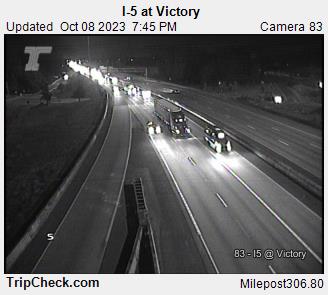 I-5 at Victory
Updated Oct 08 2023 7:45 PM Camera 83
T
S
83 - I5 @ Victory
TripCheck.com Milepost306.80